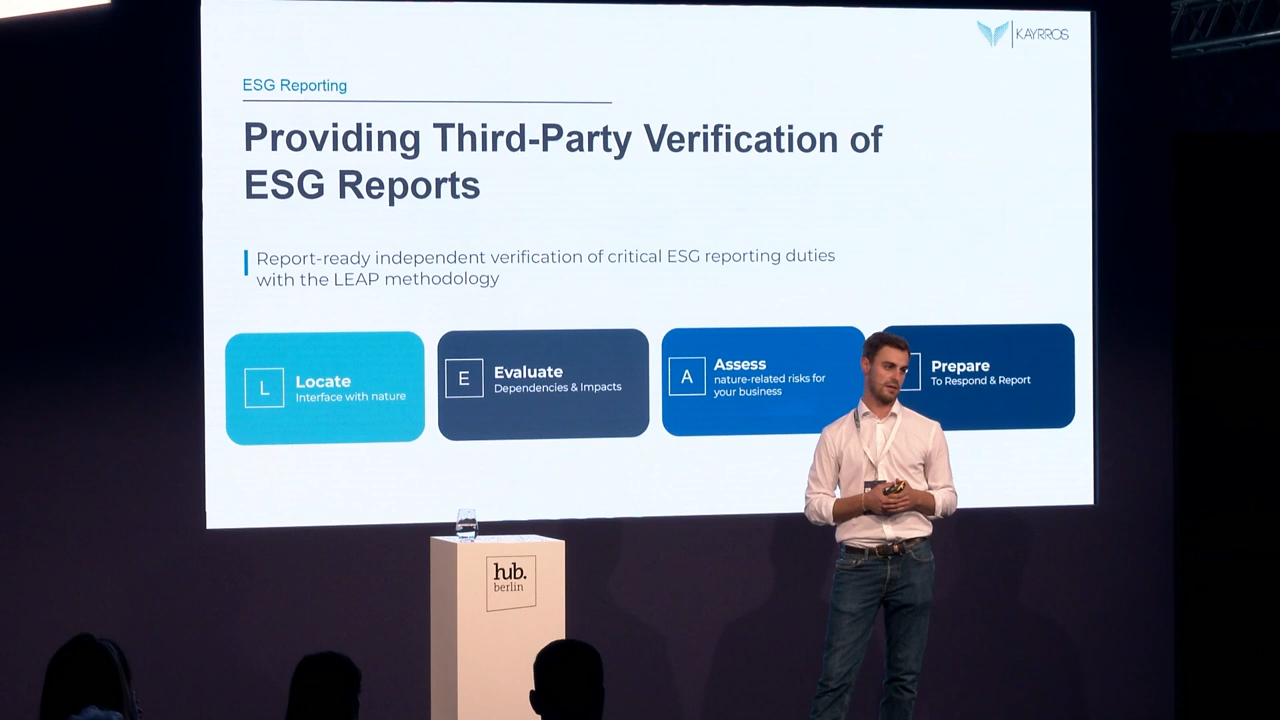 KAYRROS
ESG Reporting
Providing Third-Party Verification of
ESG Reports
Report-ready independent verification of critical ESG reporting duties
with the LEAP methodology
L
Locate
Interface with nature
E
Evaluate
Dependencies & Impacts
A
Assess
nature-related risks for
your business
Prepare
To Respond & Report
hub.
berlin